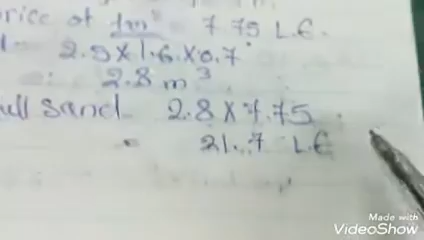 rice of 1m³ 7.75 L.E.
2.5 X 1.6 X 0.7
2.8 m³
ull sand 2.8 X 7.75
= 21.7 L.E
Made with
VideoShow